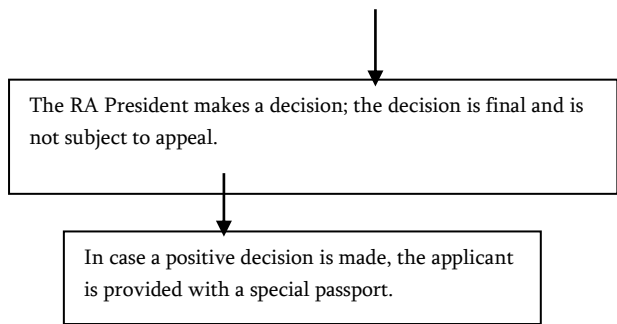 The RA President makes a decision; the decision is final and is
not subject to appeal.
In case a positive decision is made, the applicant
is provided with a special passport.